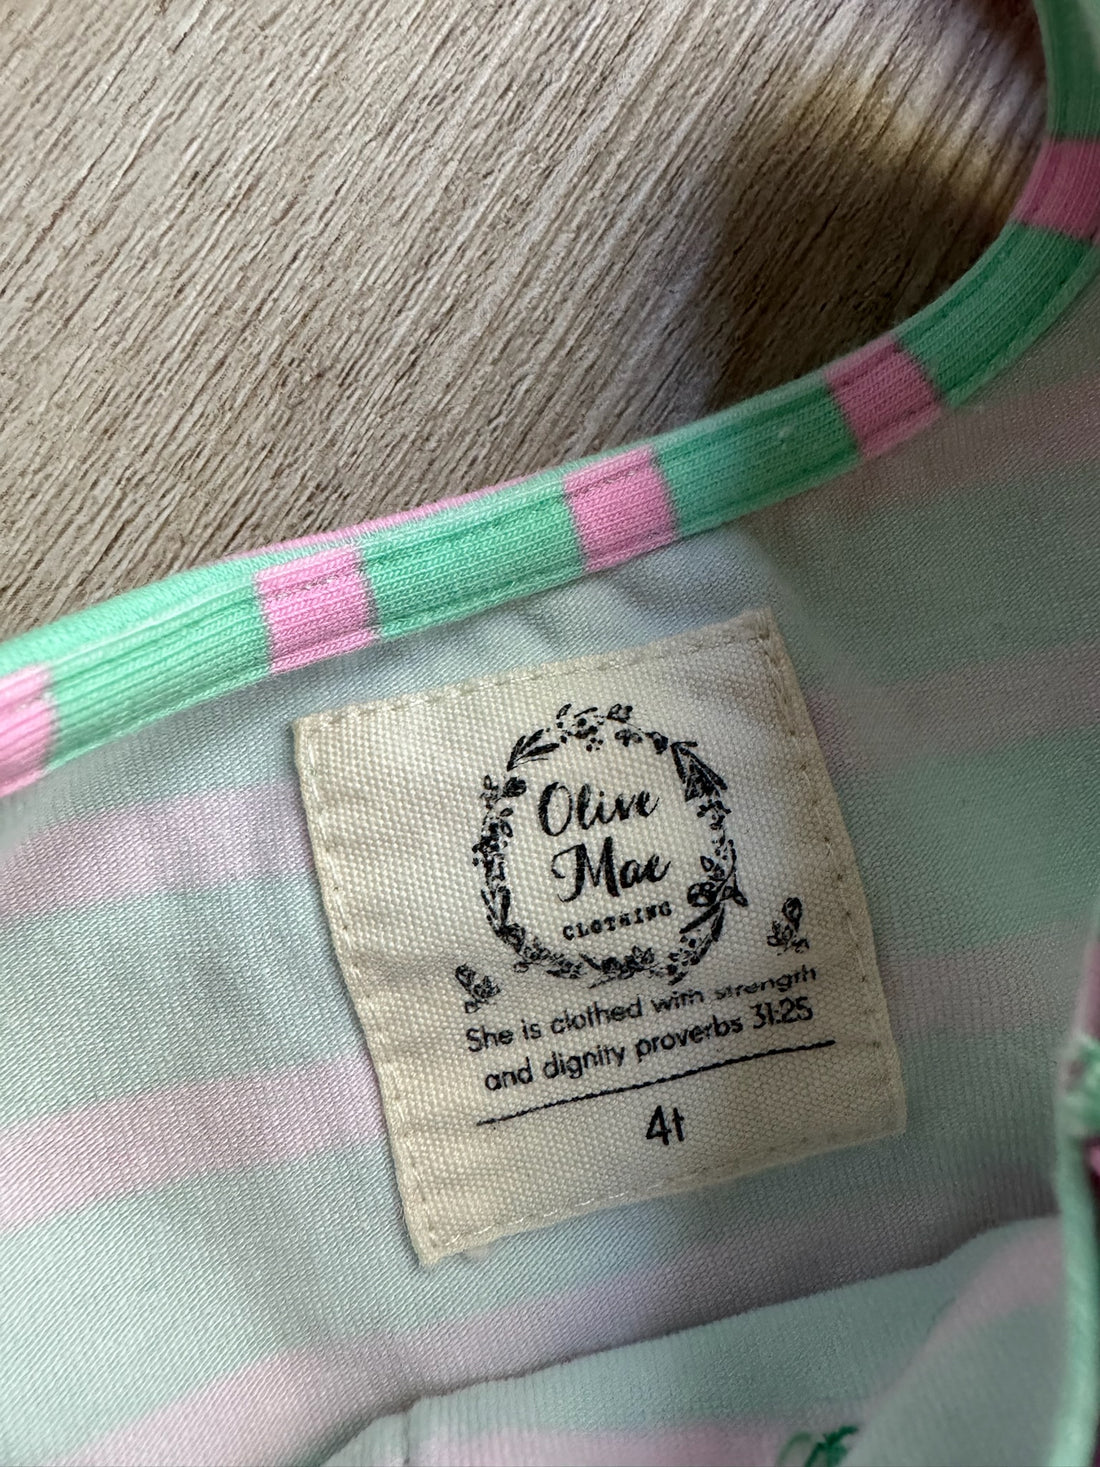 Olive
Mae
CLOTHING
She is clothed with strength
and dignity proverbs 31:25
4t